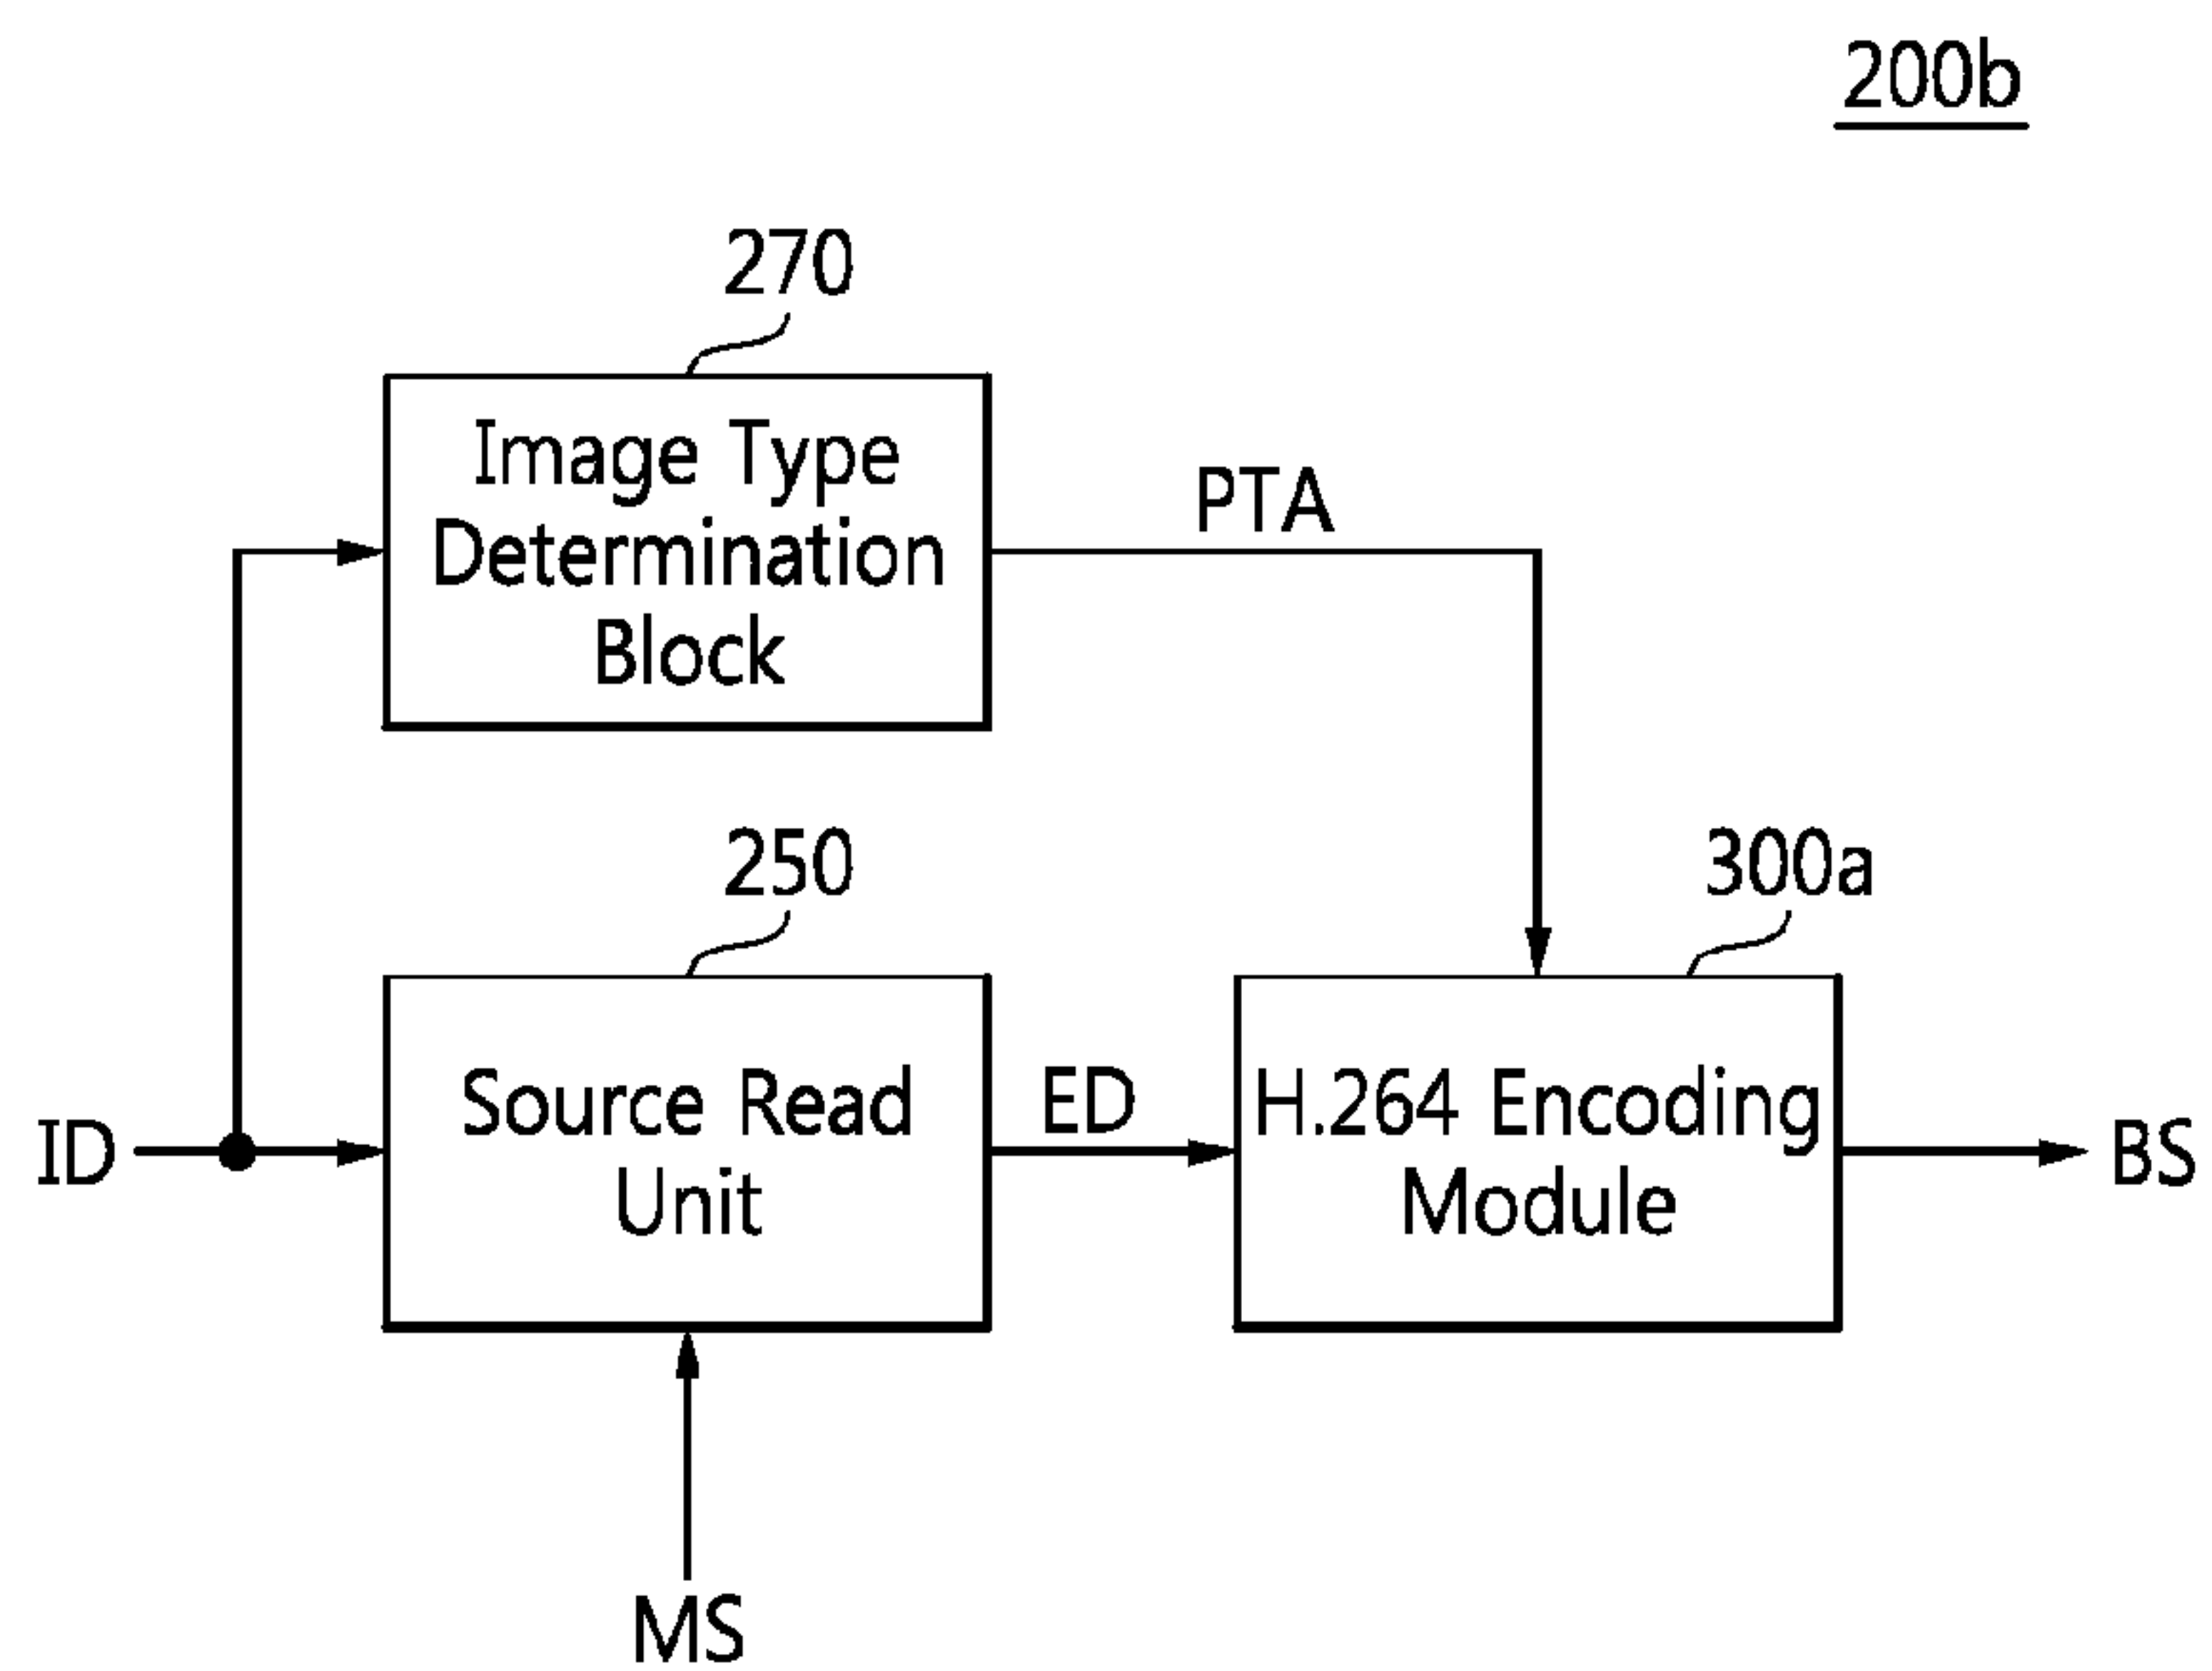 200b
270
Image Type
Determination
Block
PTA
250
300a
ID
Source Read
Unit
ED
H.264 Encoding
Module
BS
MS